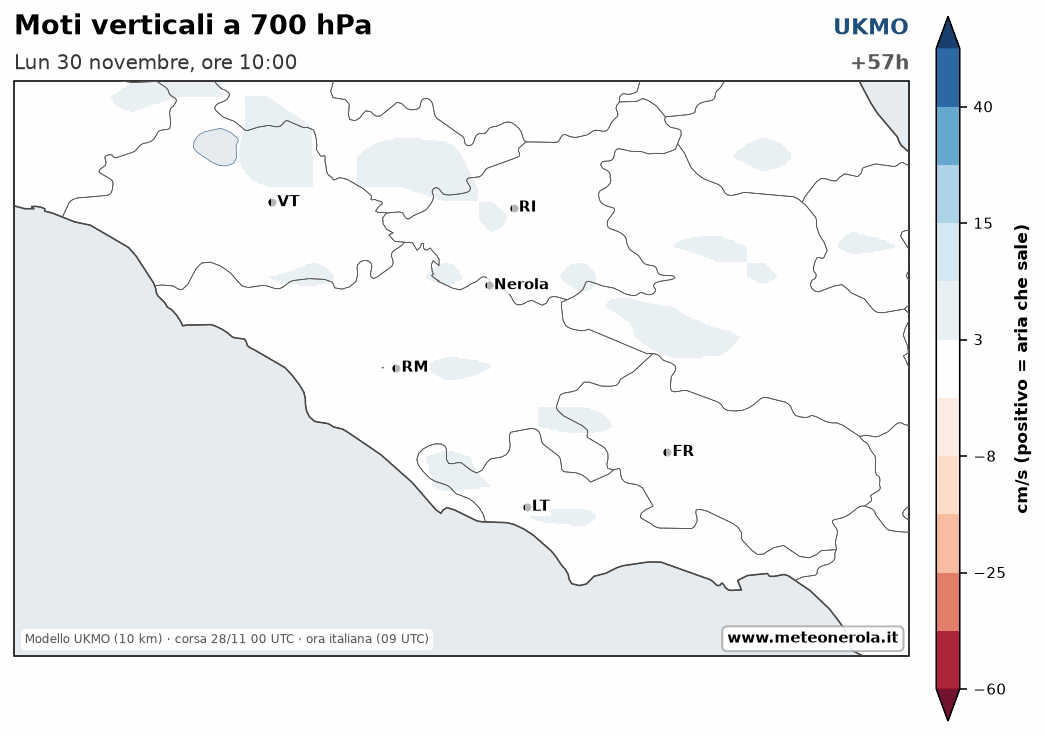 Moti verticali a 700 hPa
UKMO
Lun 30 novembre, ore 10:00
+57h
40
15
3
−8
−25
−60
cm/s (positivo = aria che sale)
VT
RI
Nerola
RM
FR
LT
Modello UKMO (10 km) · corsa 28/11 00 UTC · ora italiana (09 UTC)
www.meteonerola.it